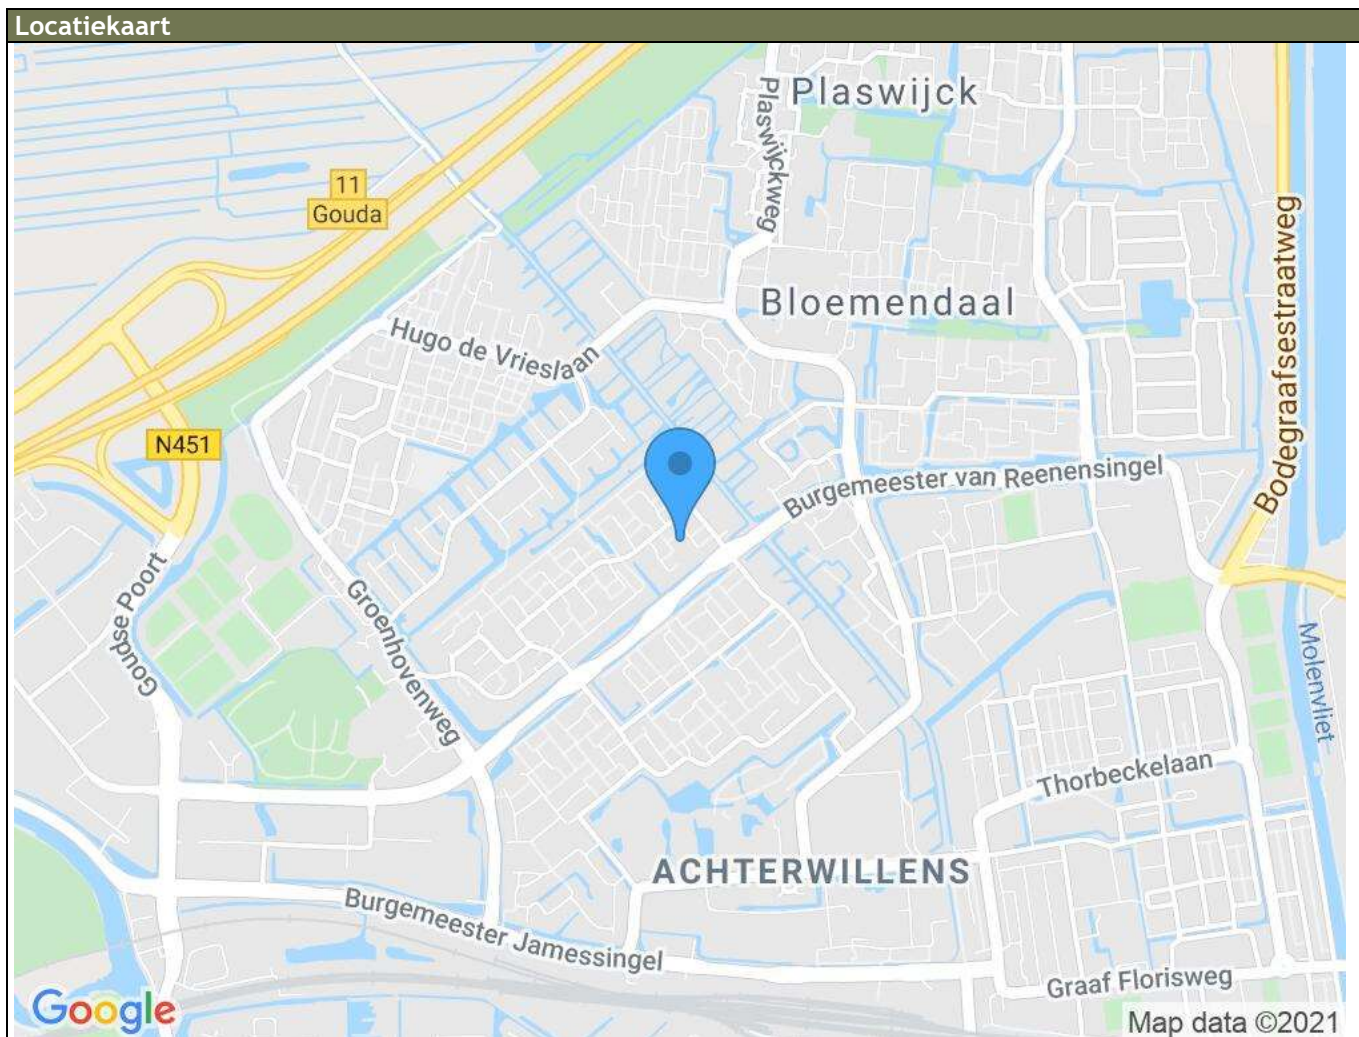 Locatiekaart
Plaswijck
Plaswijckweg
11
Gouda
Bodegraafsestraatweg
Bloemendaal
Hugo de Vrieslaan
N451
Burgemeester van Reenensingel
Goudse Poort
Groenhovenweg
Molenvliet
Thorbeckelaan
ACHTERWILLENS
Burgemeester Jamessingel
Graaf Florisweg
Google
Map data ©2021